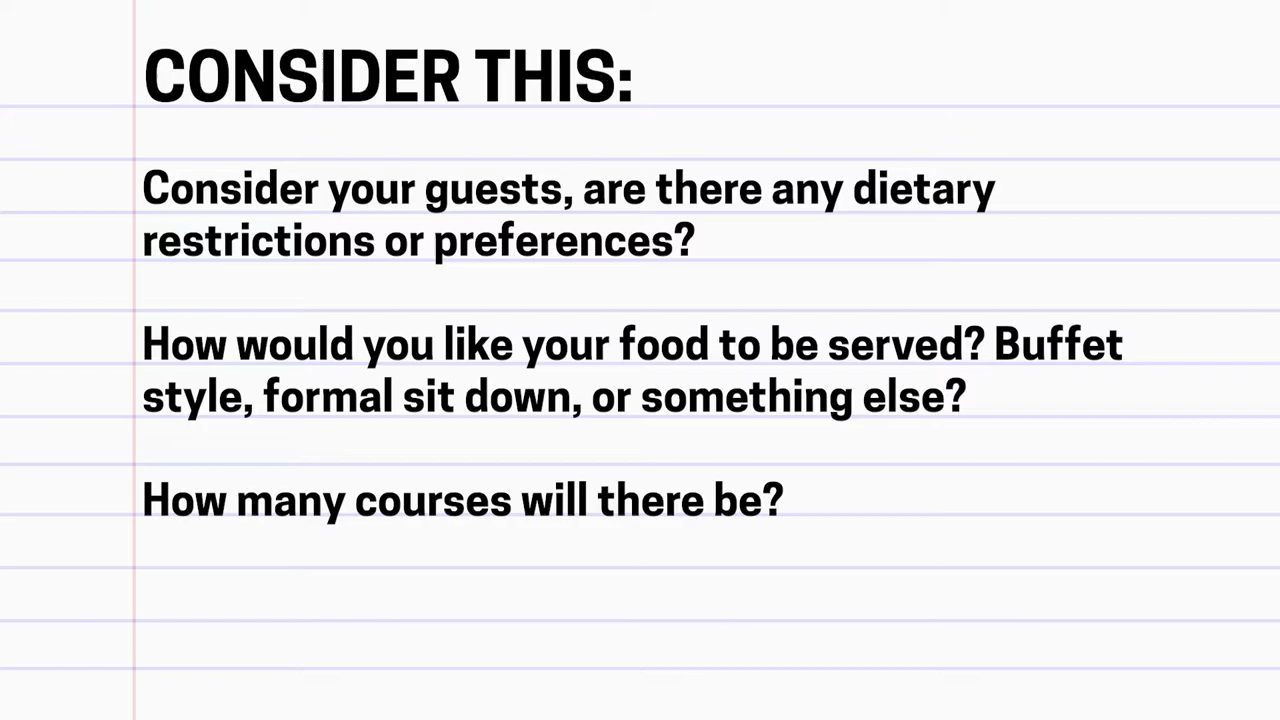 CONSIDER THIS:
Consider your guests, are there any dietary
restrictions or preferences?
How would you like your food to be served? Buffet
style, formal sit down, or something else?
How many courses will there be?